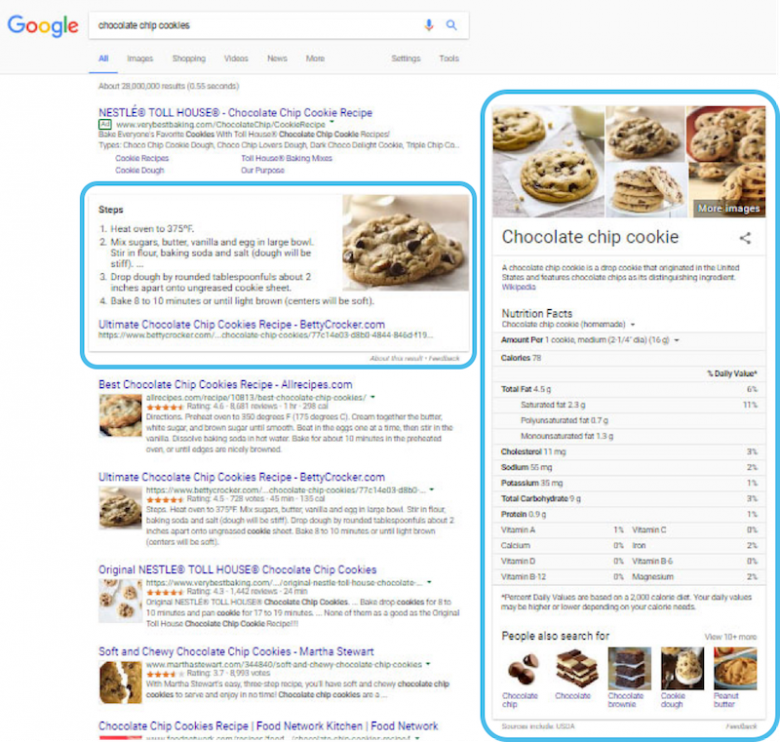 Google
chocolate chip cookies
All Images Shopping Videos News More Settings Tools
About 28,000,000 results (0.55 seconds)
NESTLÉ® TOLL HOUSE® - Chocolate Chip Cookie Recipe
Ad www.verybestbaking.com/ChocolateChip/CookieRecipe
Bake Everyone's Favorite Cookies With Toll House® Chocolate Chip Cookie Recipes!
Types: Choco Chip Cookie Dough, Choco Chip Lovers Dough, Dark Choco Delight Cookie, Triple Chip Co...
Cookie Recipes Toll House® Baking Mixes
Cookie Dough Our Purpose
Steps
1. Heat oven to 375ºF.
2. Mix sugars, butter, vanilla and egg in large bowl.
Stir in flour, baking soda and salt (dough will be
stiff). ...
3. Drop dough by rounded tablespoonfuls about 2
inches apart onto ungreased cookie sheet.
4. Bake 8 to 10 minutes or until light brown (centers will be soft).
Ultimate Chocolate Chip Cookies Recipe - BettyCrocker.com
https://www.bettycrocker.com/...chocolate-chip-cookies/77c14e03-d8b0-4844-846d-f19...
About this result • Feedback
Best Chocolate Chip Cookies Recipe - Allrecipes.com
allrecipes.com/recipe/10813/best-chocolate-chip-cookies/
Rating: 4.6 - 8,681 reviews - 1 hr - 298 cal
Directions. Preheat oven to 350 degrees F (175 degrees C). Cream together the butter,
white sugar, and brown sugar until smooth. Beat in the eggs one at a time, then stir in the
vanilla. Dissolve baking soda in hot water. Bake for about 10 minutes in the preheated
oven, or until edges are nicely browned.
Ultimate Chocolate Chip Cookies Recipe - BettyCrocker.com
https://www.bettycrocker.com/...chocolate-chip-cookies/77c14e03-d8b0-...
Rating: 4.5 - 728 votes - 45 min - 135 cal
Steps. Heat oven to 375ºF. Mix sugars, butter, vanilla and egg in large bowl. Stir in flour,
baking soda and salt (dough will be stiff). Drop dough by rounded tablespoonfuls about 2
inches apart onto ungreased cookie sheet. Bake 8 to 10 minutes or until light brown
(centers will be soft).
Original NESTLÉ® TOLL HOUSE® Chocolate Chip Cookies
https://www.verybestbaking.com/.../original-nestle-toll-house-chocolate-...
Rating: 4.3 - 1,442 reviews - 24 min
Original NESTLÉ® TOLL HOUSE® Chocolate Chip Cookies. ... Bake drop cookies for 8 to
10 minutes and pan cookie for 17 to 19 minutes. ... None of them as a good as the Original
Toll House Chocolate Chip Cookie Recipe!!!!
Soft and Chewy Chocolate Chip Cookies - Martha Stewart
www.marthastewart.com/344840/soft-and-chewy-chocolate-chip-cookies
Rating: 3.7 - 8,993 votes
With Martha Stewart's easy, three-step recipe, you'll have soft and chewy chocolate chip
cookies to serve and enjoy in no time! Chocolate chip cookies are a ...
Chocolate Chip Cookies Recipe | Food Network Kitchen | Food Network
More images
Chocolate chip cookie
A chocolate chip cookie is a drop cookie that originated in the United
States and features chocolate chips as its distinguishing ingredient.
Wikipedia
Nutrition Facts
Chocolate chip cookie (homemade)
Amount Per 1 cookie, medium (2-1/4" dia) (16 g)
Calories 78
% Daily Value*
Total Fat 4.5 g 6%
Saturated fat 2.3 g 11%
Polyunsaturated fat 0.7 g
Monounsaturated fat 1.3 g
Cholesterol 11 mg 3%
Sodium 55 mg 2%
Potassium 35 mg 1%
Total Carbohydrate 9 g 3%
Protein 0.9 g 1%
Vitamin A 1% Vitamin C 0%
Calcium 0% Iron 2%
Vitamin D 0% Vitamin B-6 0%
Vitamin B-12 0% Magnesium 2%
*Percent Daily Values are based on a 2,000 calorie diet. Your daily values
may be higher or lower depending on your calorie needs.
People also search for View 10+ more
Chocolate chip
Chocolate
Chocolate brownie
Cookie dough
Peanut butter
Sources include: USDA Feedback